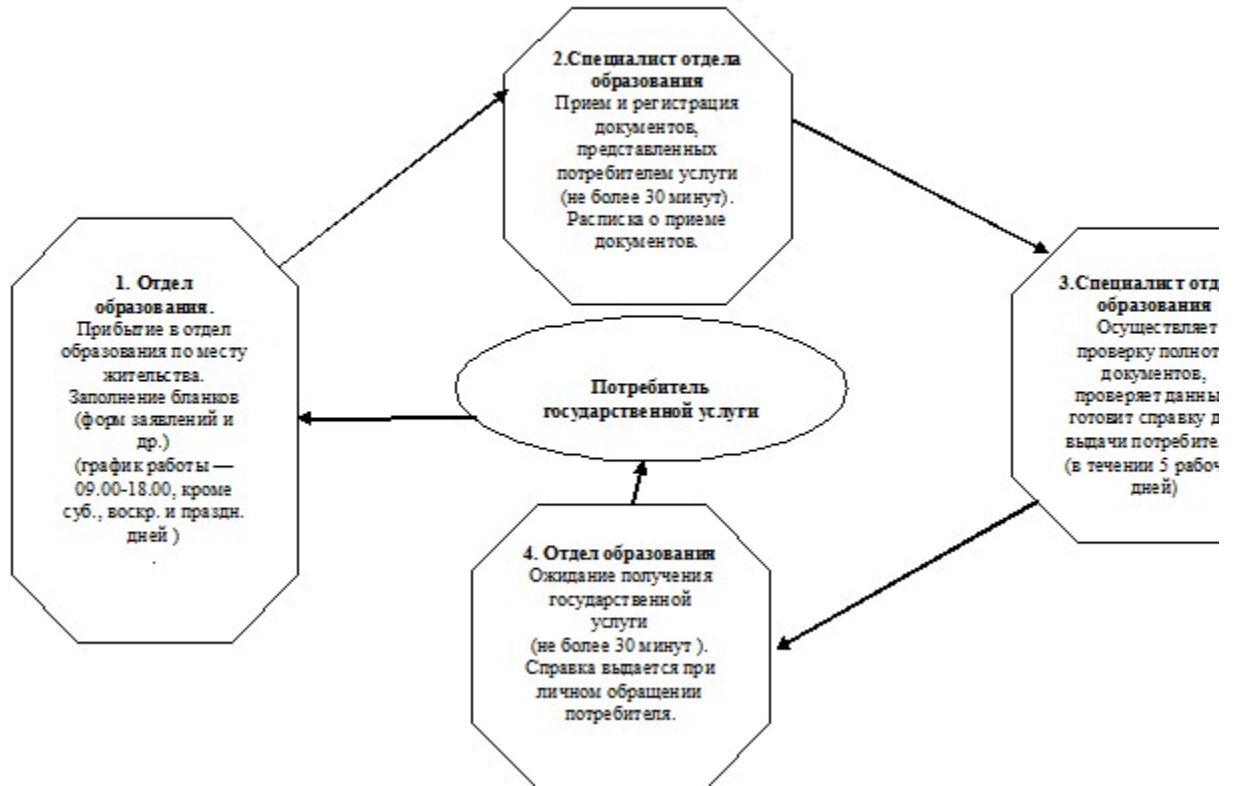 2.Специалист отдела
образования
Прием и регистрация
документов,
представленных
потребителем услуги
(не более 30 минут).
Расписка о приеме
документов.
1. Отдел
образования.
Прибытие в отдел
образования по месту
жительства.
Заполнение бланков
(форм заявлений и
др.)
(график работы —
09.00-18.00, кроме
суб., воскр. и праздн.
дней )
.
3.Специалист
образования
Осуществляет
проверку
документов,
проверяет
готовит справку
выдачи
(в течении 5
дней)
Потребитель
государственной услуги
4. Отдел образования
Ожидание получения
государственной
услуги
(не более 30 минут ).
Справка выдается при
личном обращении
потребителя.